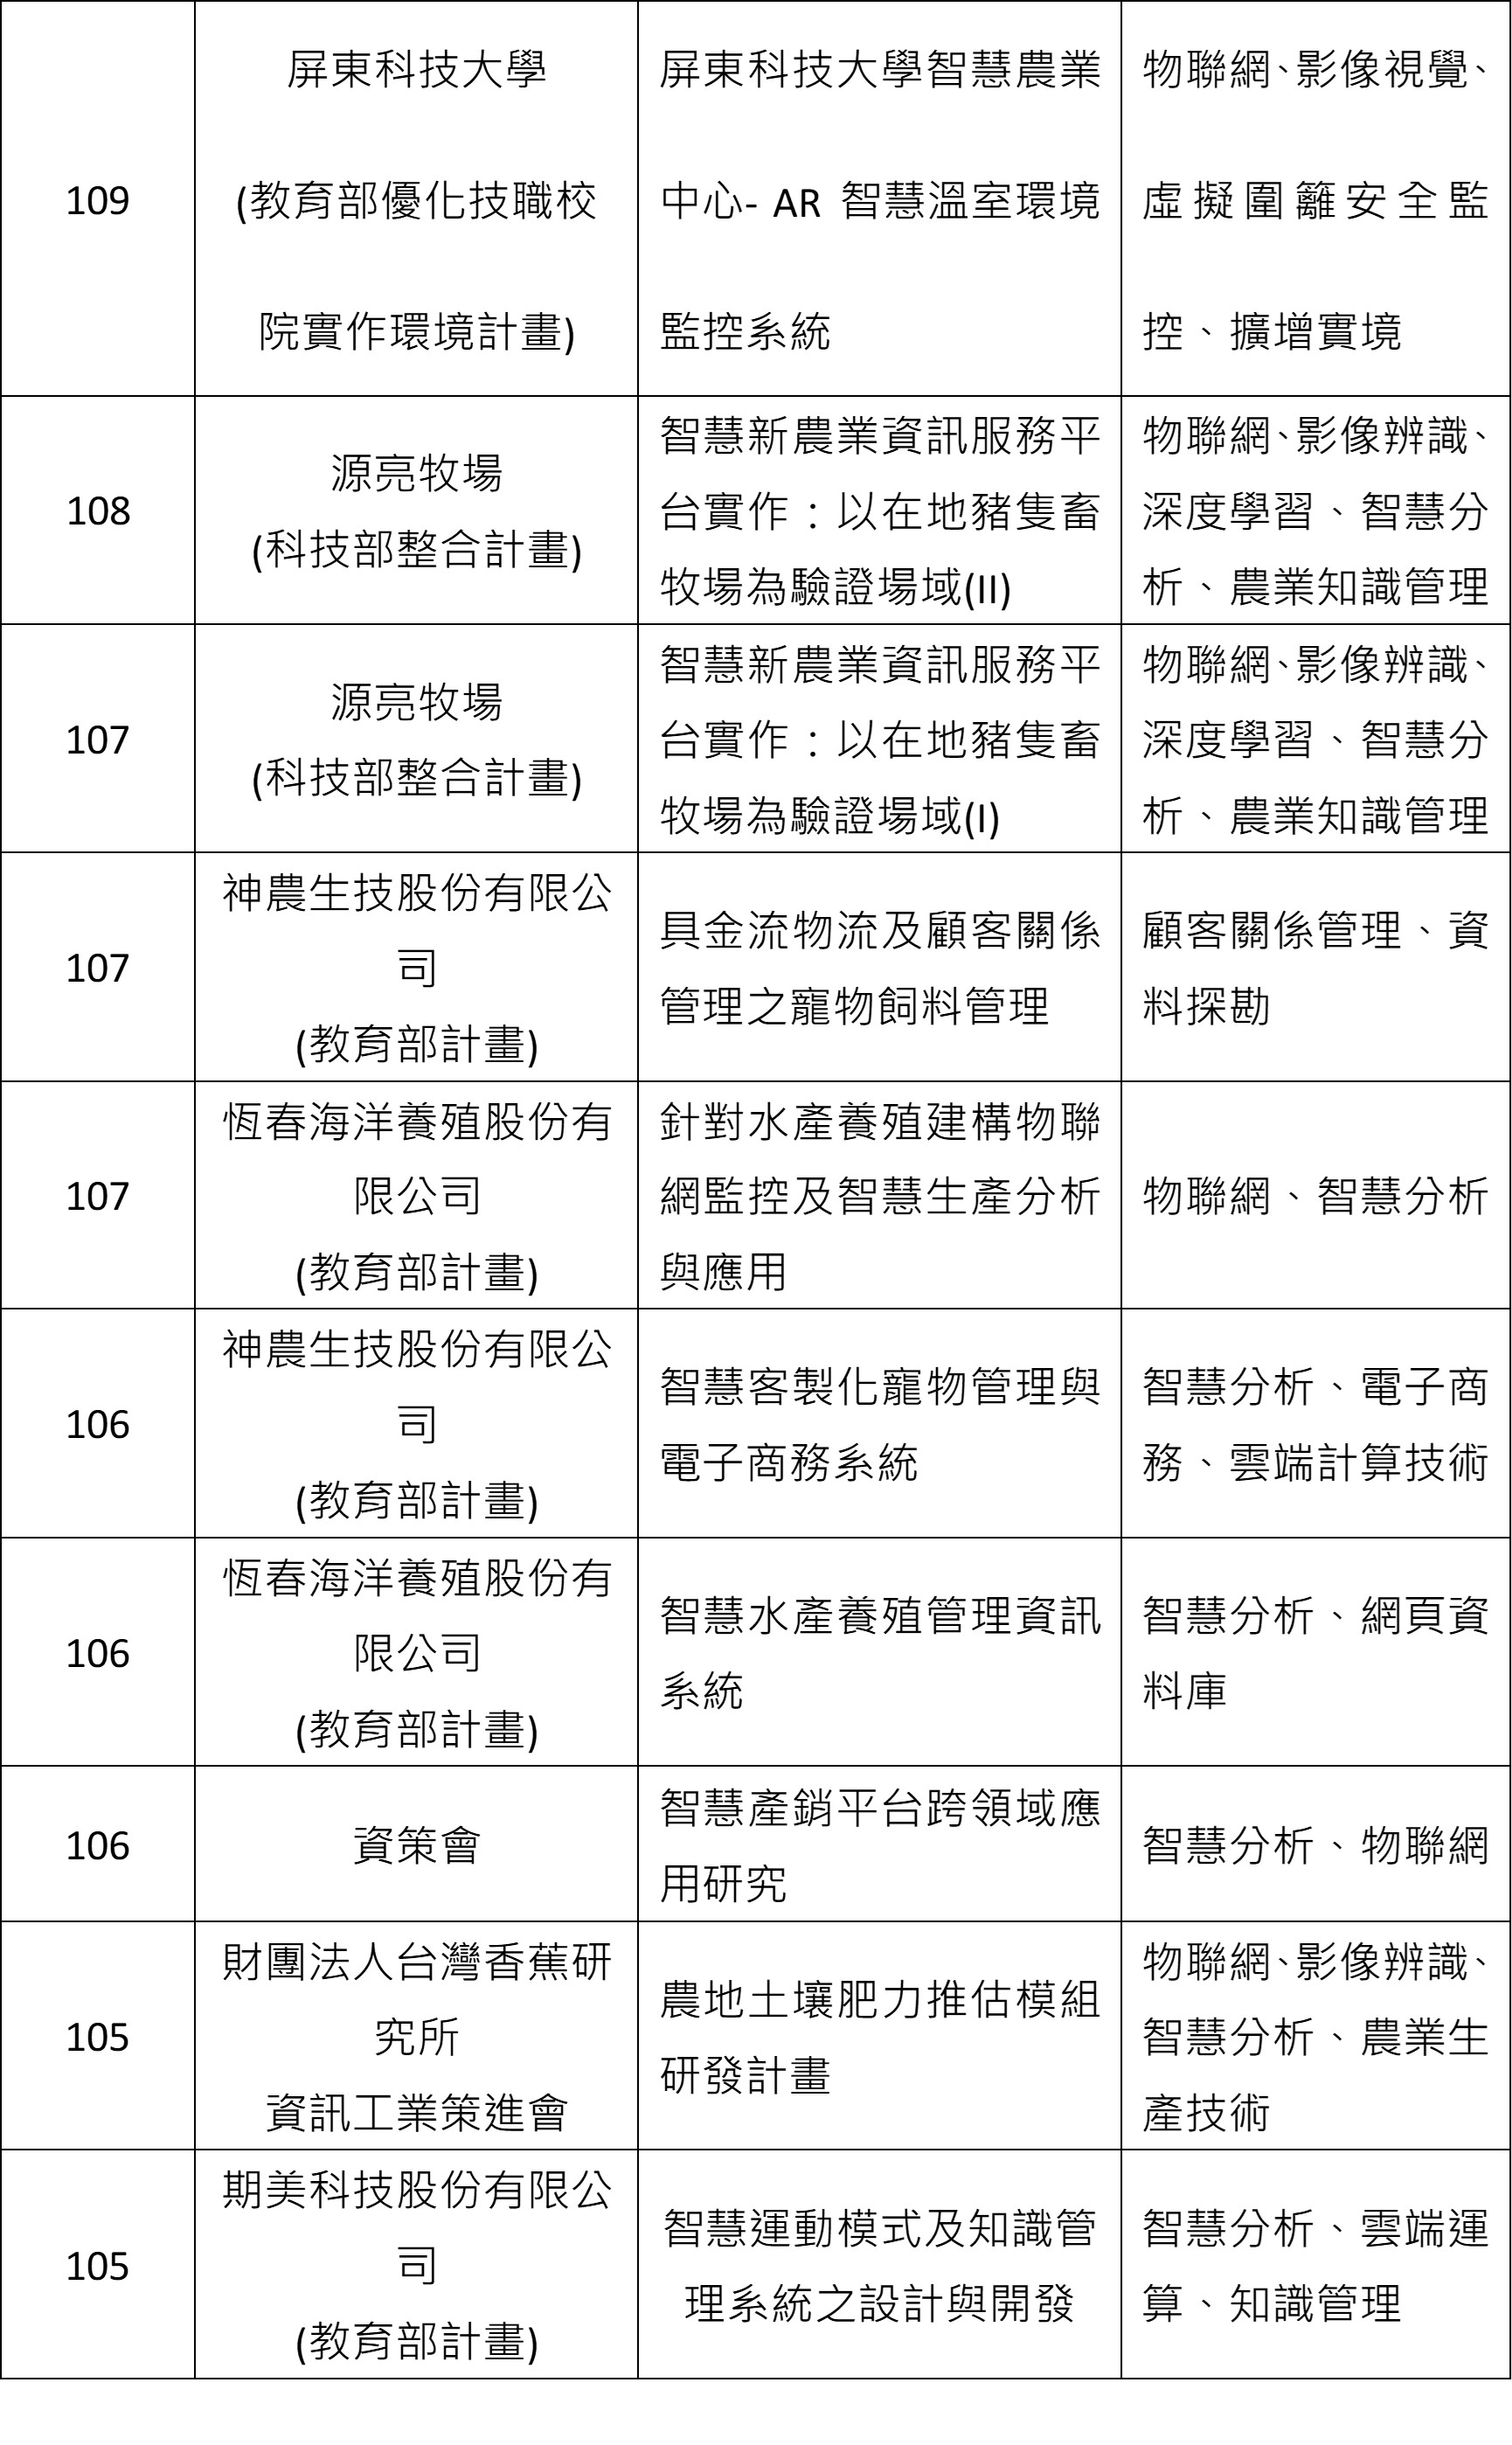 109
屏東科技大學
(教育部優化技職校
院實作環境計畫)
屏東科技大學智慧農業
中心- AR 智慧溫室環境
監控系統
物聯網、影像視覺、
虛擬圍籬安全監
控、擴增實境
108
源亮牧場
(科技部整合計畫)
智慧新農業資訊服務平
台實作：以在地豬隻畜
牧場為驗證場域(II)
物聯網、影像辨識、
深度學習、智慧分
析、農業知識管理
107
源亮牧場
(科技部整合計畫)
智慧新農業資訊服務平
台實作：以在地豬隻畜
牧場為驗證場域(I)
物聯網、影像辨識、
深度學習、智慧分
析、農業知識管理
107
神農生技股份有限公
司
(教育部計畫)
具金流物流及顧客關係
管理之寵物飼料管理
顧客關係管理、資
料探勘
107
恆春海洋養殖股份有
限公司
(教育部計畫)
針對水產養殖建構物聯
網監控及智慧生產分析
與應用
物聯網、智慧分析
106
神農生技股份有限公
司
(教育部計畫)
智慧客製化寵物管理與
電子商務系統
智慧分析、電子商
務、雲端計算技術
106
恆春海洋養殖股份有
限公司
(教育部計畫)
智慧水產養殖管理資訊
系統
智慧分析、網頁資
料庫
106
資策會
智慧產銷平台跨領域應
用研究
智慧分析、物聯網
105
財團法人台灣香蕉研
究所
資訊工業策進會
農地土壤肥力推估模組
研發計畫
物聯網、影像辨識、
智慧分析、農業生
產技術
105
期美科技股份有限公
司
(教育部計畫)
智慧運動模式及知識管
理系統之設計與開發
智慧分析、雲端運
算、知識管理